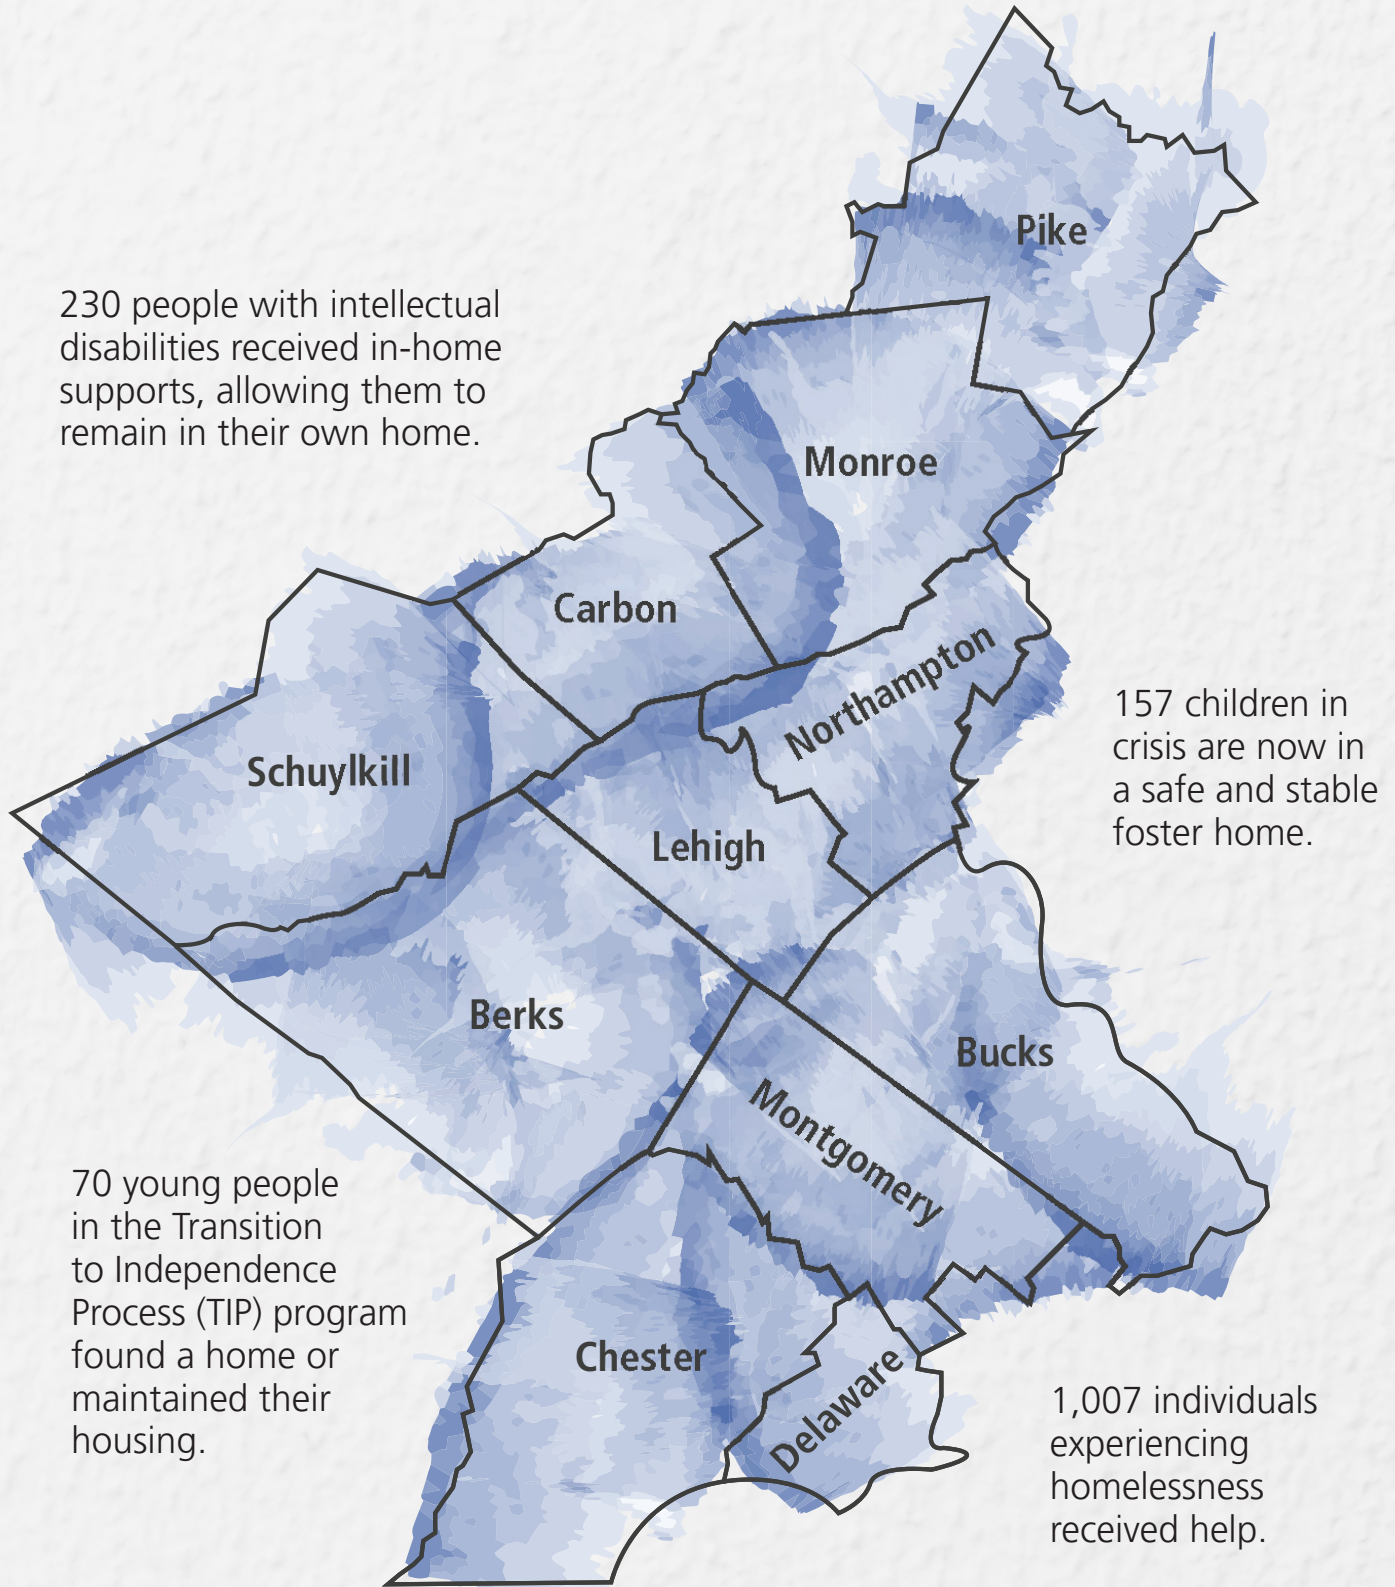 Pike
230 people with intellectual
disabilities received in-home
supports, allowing them to
remain in their own home.
Monroe
Carbon
Northampton
157 children in
crisis are now in
a safe and stable
foster home.
Schuylkill
Lehigh
Berks
Bucks
Montgomery
70 young people
in the Transition
to Independence
Process (TIP) program
found a home or
maintained their
housing.
Chester
Delaware
1,007 individuals
experiencing
homelessness
received help.